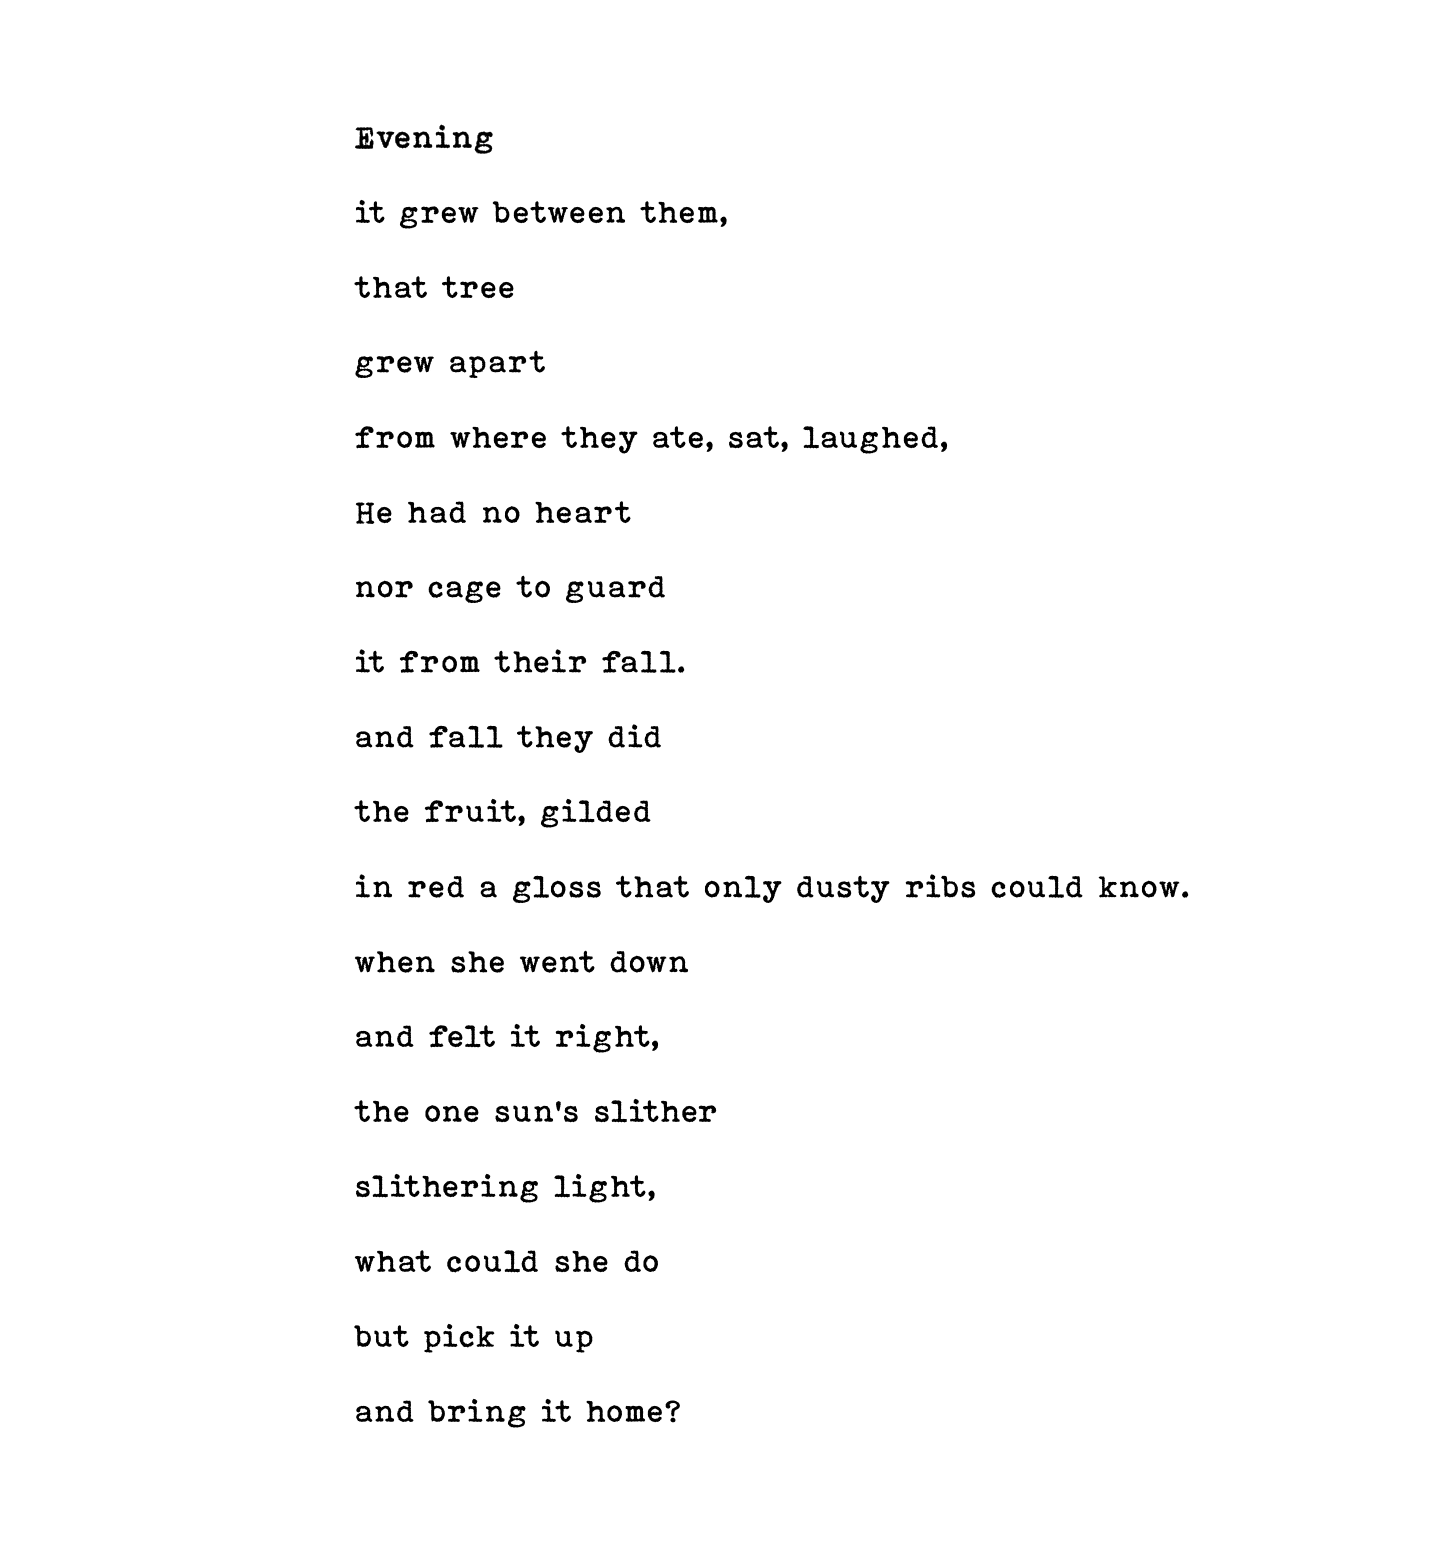 Evening
it grew between them,
that tree
grew apart
from where they ate, sat, laughed,
He had no heart
nor cage to guard
it from their fall.
and fall they did
the fruit, gilded
in red a gloss that only dusty ribs could know.
when she went down
and felt it right,
the one sun's slither
slithering light,
what could she do
but pick it up
and bring it home?